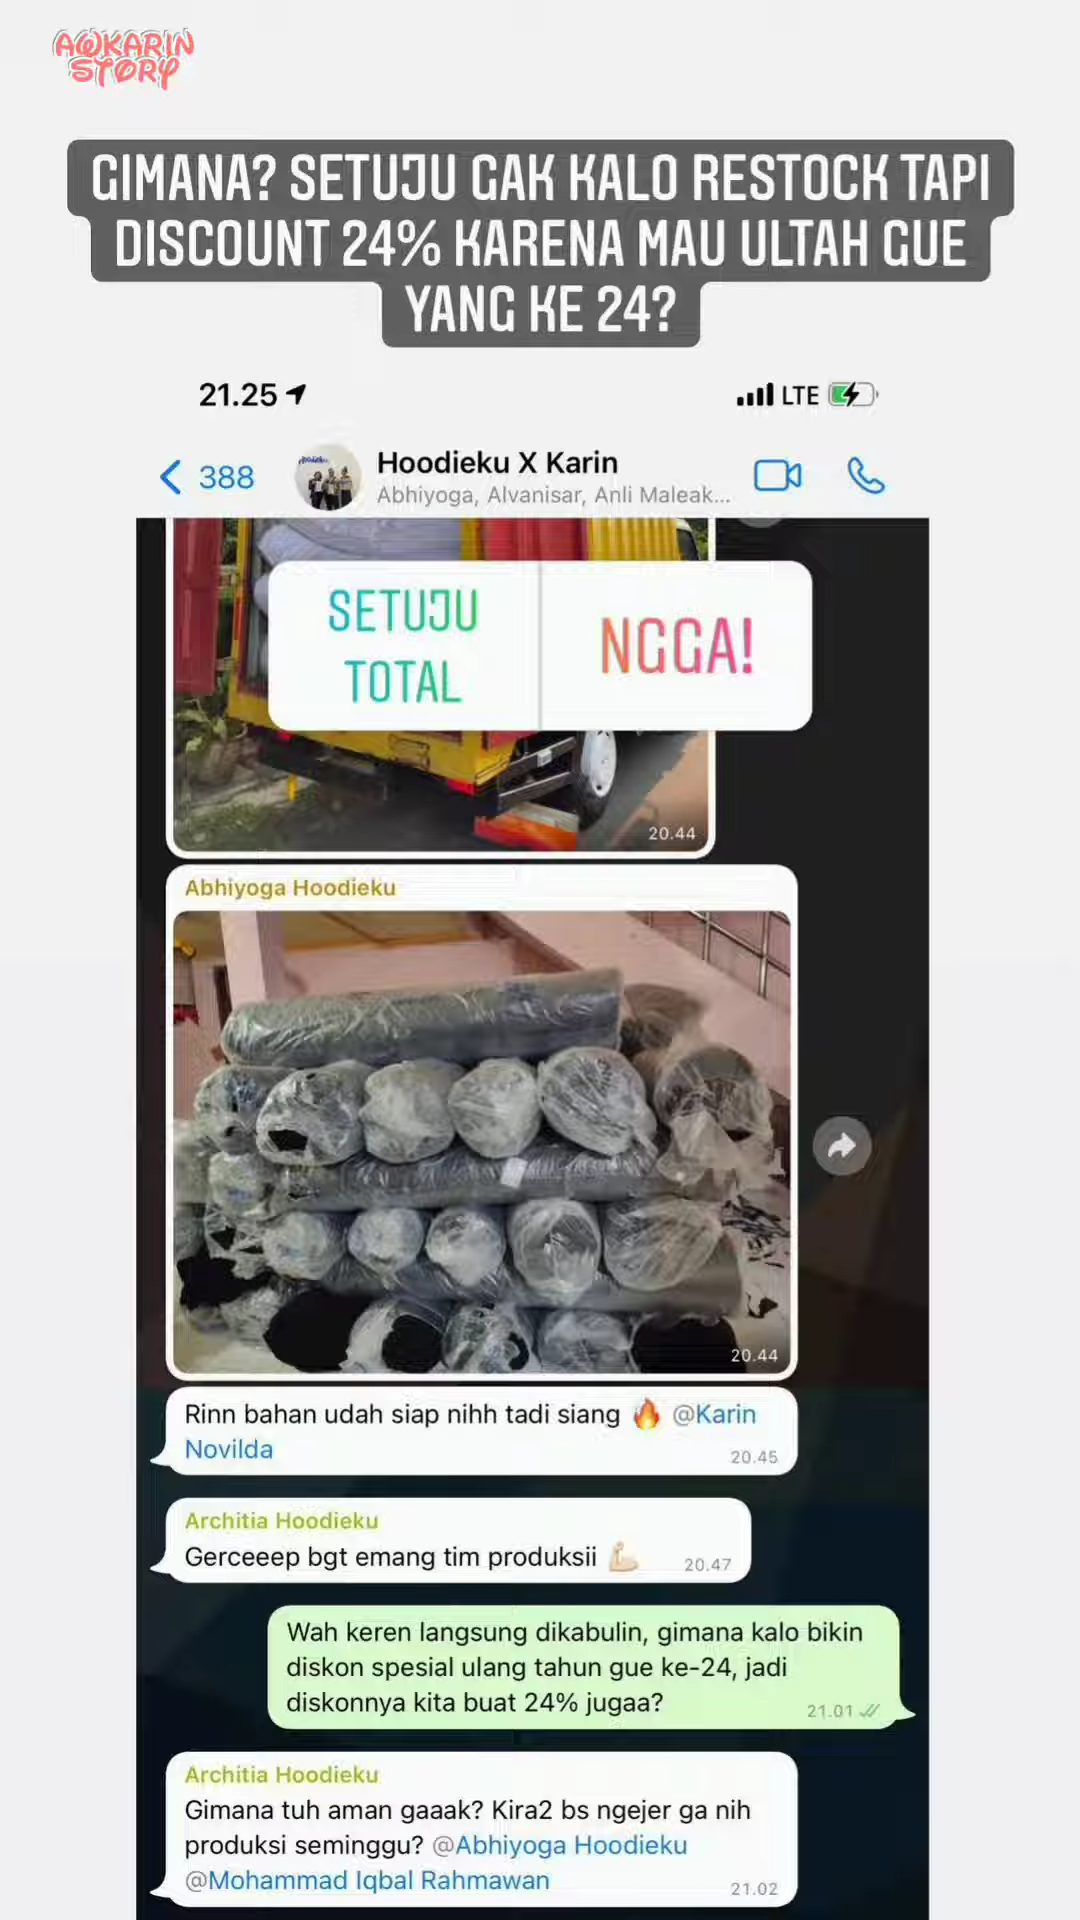 AWKARIN
STORY
GIMANA? SETUJU GAK KALO RESTOCK TAPI
DISCOUNT 24% KARENA MAU ULTAH GUE
YANG KE 24?
21.25
LTE
388
Hoodieku X Karin
Abhiyoga, Alvanisar, Anli Maleak...
SETUJU
TOTAL
NGGA!
20.44
Abhiyoga Hoodieku
20.44
Rinn bahan udah siap nihh tadi siang 🔥 @Karin
Novilda
20.45
Architia Hoodieku
Gerceeep bgt emang tim produksii 💪🏻
20.47
Wah keren langsung dikabulin, gimana kalo bikin
diskon spesial ulang tahun gue ke-24, jadi
diskonnya kita buat 24% jugaa?
21.01
Architia Hoodieku
Gimana tuh aman gaaak? Kira2 bs ngejer ga nih
produksi seminggu? @Abhiyoga Hoodieku
@Mohammad Iqbal Rahmawan
21.02